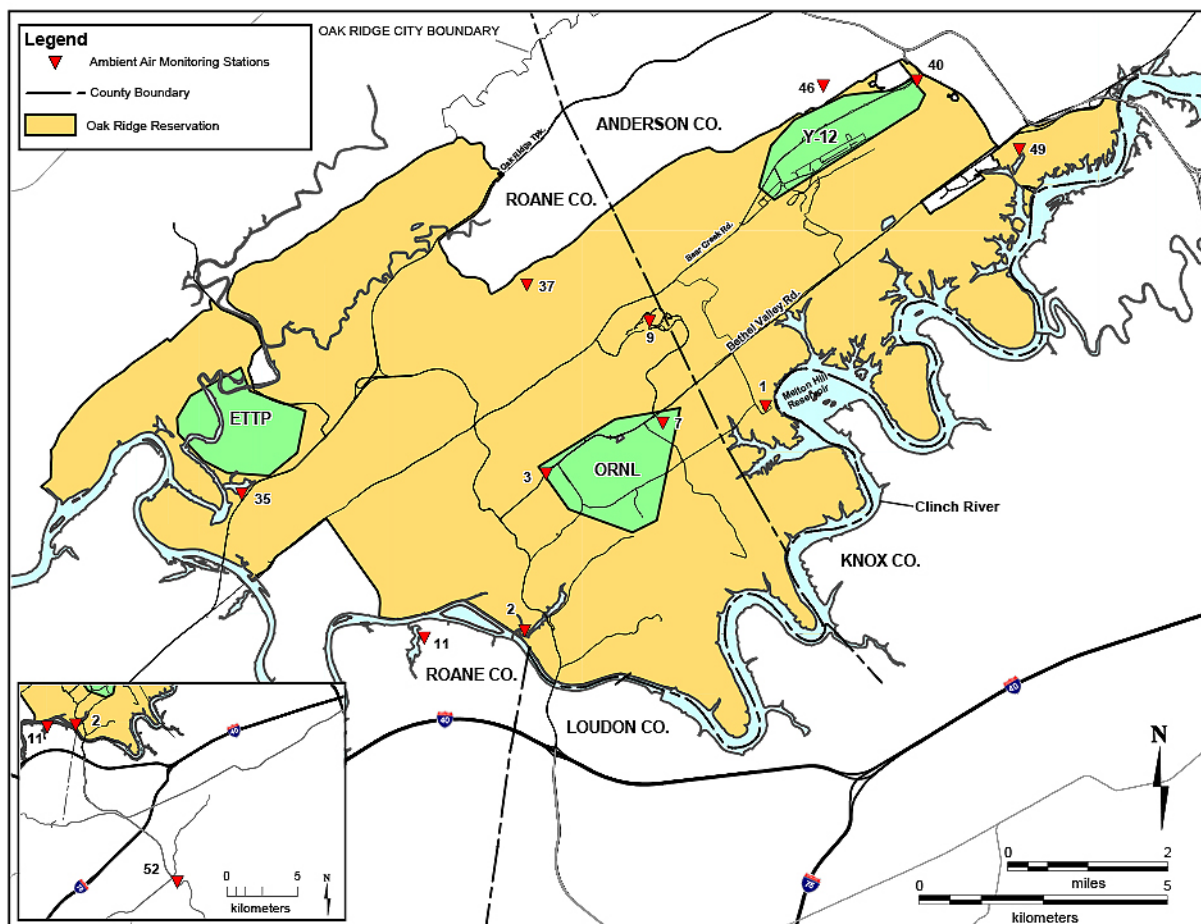 Legend
Ambient Air Monitoring Stations
County Boundary
Oak Ridge Reservation
OAK RIDGE CITY BOUNDARY
46
40
ANDERSON CO.
Y-12
Oak Ridge Tpk.
49
ROANE CO.
Bear Creek Rd.
37
Bethel Valley Rd.
9
Melton Hill
Reservoir
1
ETTP
7
3
ORNL
35
Clinch River
KNOX CO.
2
11
ROANE CO.
40
LOUDON CO.
40
N
2
11
40
52
75
0
5
kilometers
N
75
0
2
miles
0
5
kilometers